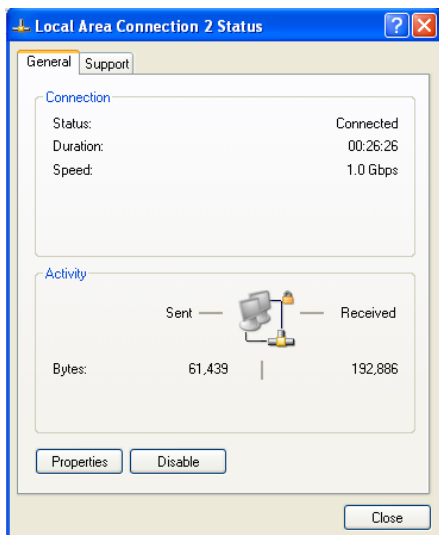 Local Area Connection 2 Status
General Support
Connection
Status: Connected
Duration: 00:26:26
Speed: 1.0 Gbps
Activity
Sent Received
Bytes: 61,439 192,886
Properties Disable
Close